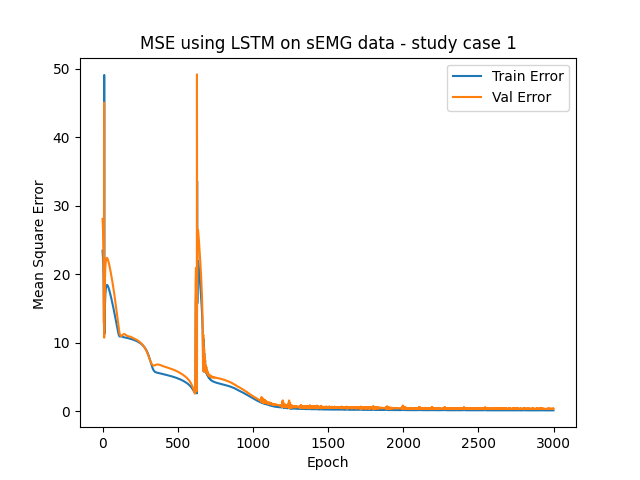 MSE using LSTM on sEMG data - study case 1
Train Error
Val Error
50
40
30
20
10
0
Mean Square Error
0 500 1000 1500 2000 2500 3000
Epoch